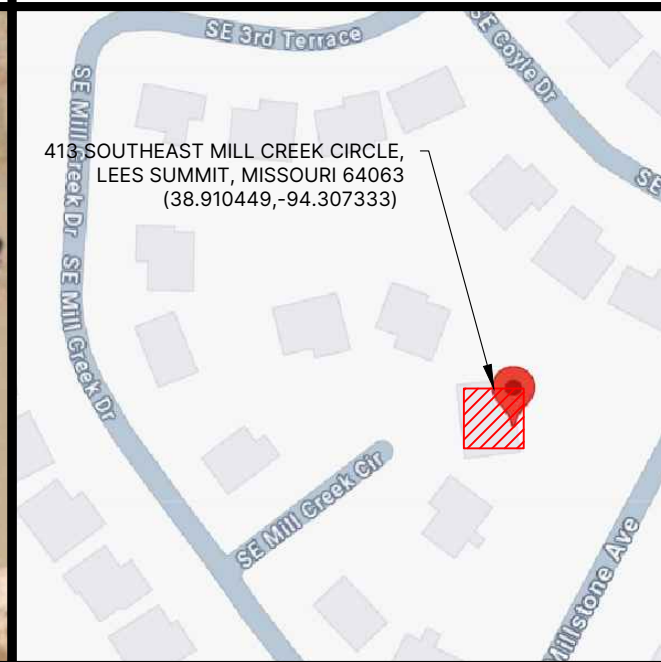 SE 3rd Terrace
SE Coyle Dr
SE
SE Mill Creek Dr
413 SOUTHEAST MILL CREEK CIRCLE,
LEES SUMMIT, MISSOURI 64063
(38.910449,-94.307333)
SE Mill Creek Dr
SE Mill Creek Cir
Millstone Ave